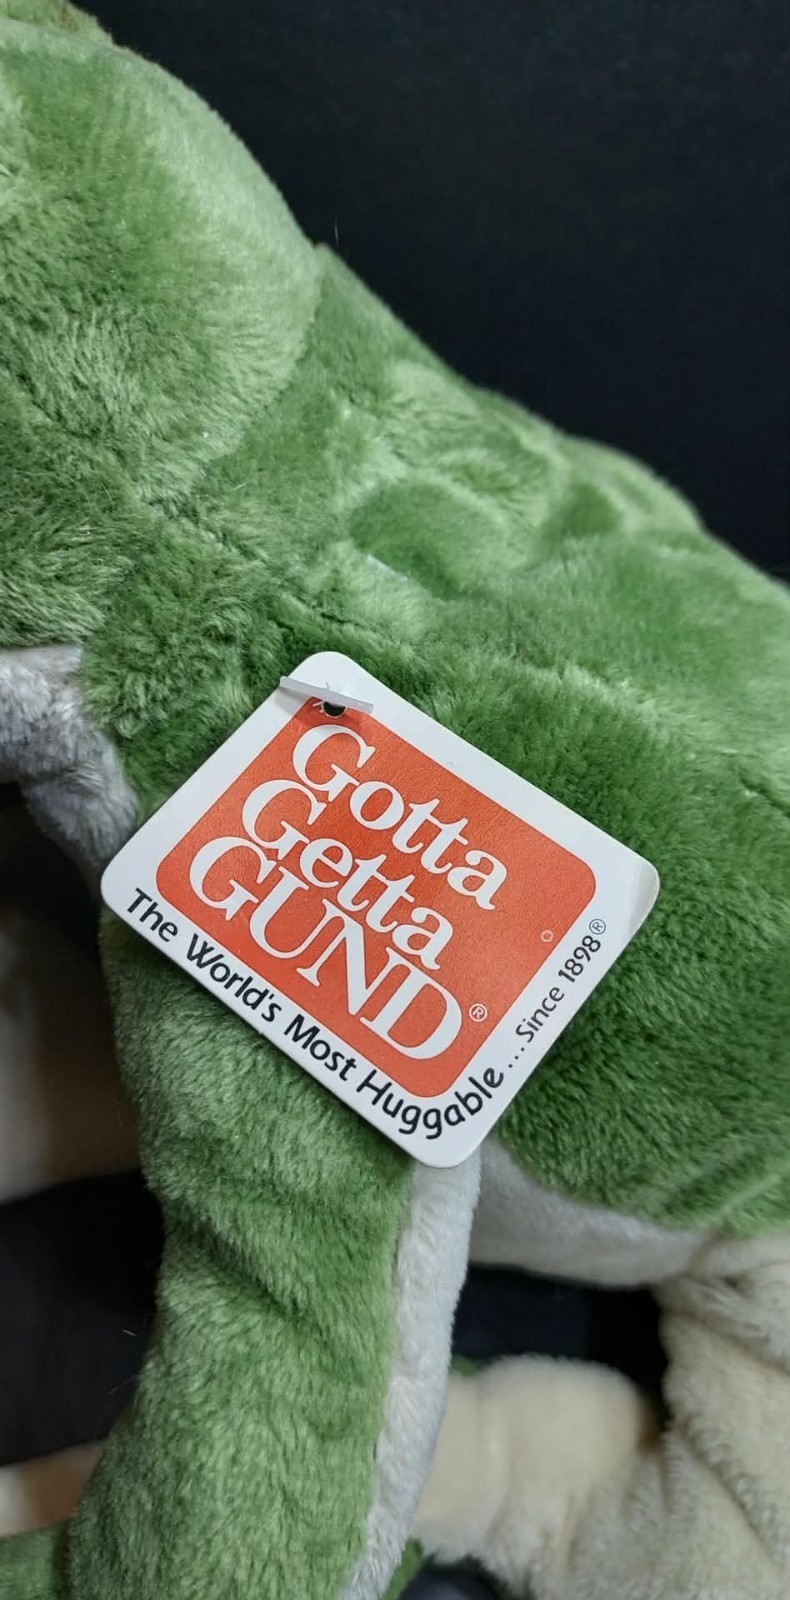 Gotta
Getta
GUND®
The World's Most Huggable...Since 1898®